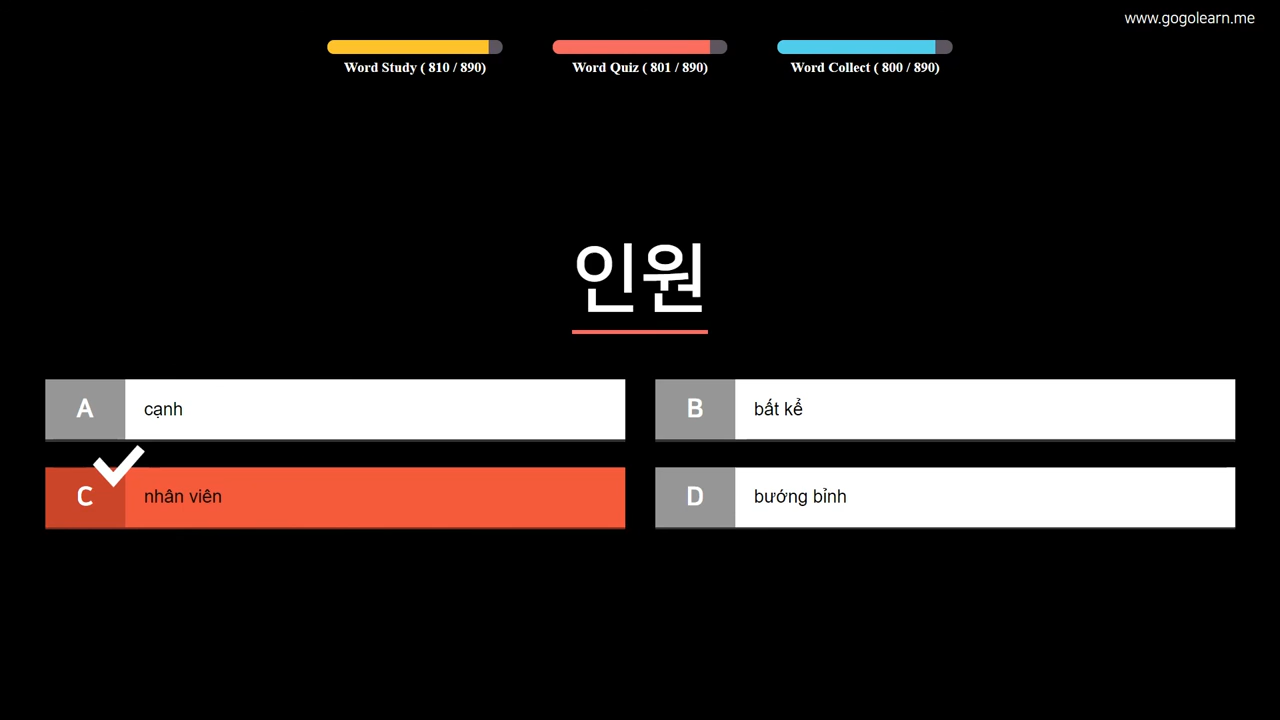 www.gogolearn.me
Word Study ( 810 / 890)
Word Quiz ( 801 / 890)
Word Collect ( 800 / 890)
인원
A cạnh
B bất kể
C nhân viên
D bướng bỉnh